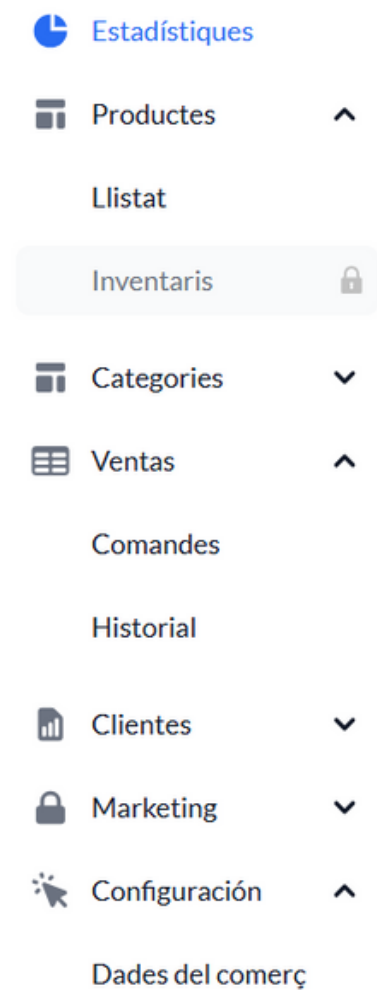 Estadístiques
Productes
Llistat
Inventaris
Categories
Ventas
Comandes
Historial
Clientes
Marketing
Configuración
Dades del comerç